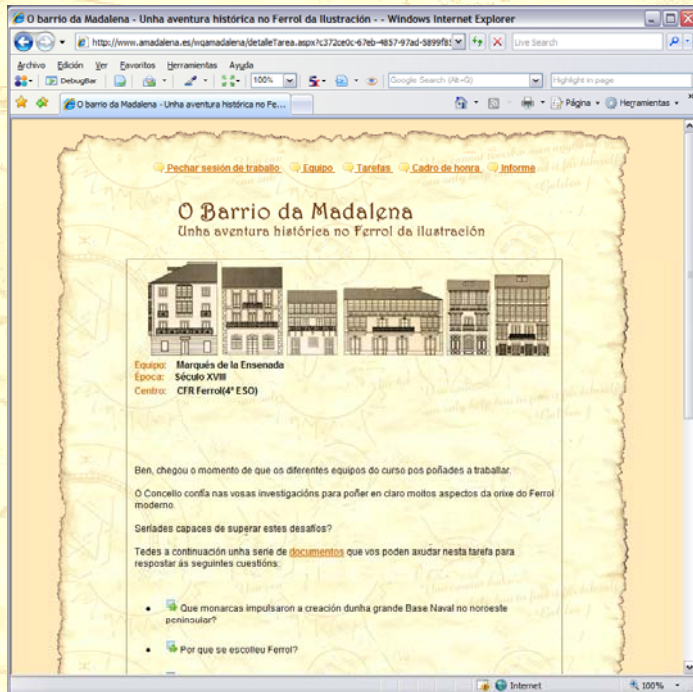 O barrio da Madalena - Unha aventura histórica no Ferrol da Ilustración - - Windows Internet Explorer
http://www.amadalena.es/wqamadalena/detalleTarea.aspx?c372ce0c-67eb-4857-97ad-5899f8
Live Search
Archivo Edición Ver Favoritos Herramientas Ayuda
DebugBar 100% Google Search (Alt+G) Highlight in page
O barrio da Madalena - Unha aventura histórica no Fe... Página Herramientas
Pechar sesión de traballo Equipo Tarefas Cadro de honra Informe
O Barrio da Madalena
Unha aventura histórica no Ferrol da ilustración
Equipo: Marqués de la Ensenada
Época: Século XVIII
Centro: CFR Ferrol(4º ESO)
Ben, chegou o momento de que os diferentes equipos do curso pos poñades a traballar.
O Concello confía nas vosas investigacións para poñer en claro moitos aspectos da orixe do Ferrol
moderno.
Seriades capaces de superar estes desafíos?
Tedes a continuación unha serie de documentos que vos poden axudar nesta tarefa para
respostar ás seguintes cuestións:
• Que monarcas impulsaron a creación dunha grande Base Naval no noroeste
peninsular?
• Por que se escolleu Ferrol?
Internet 100%